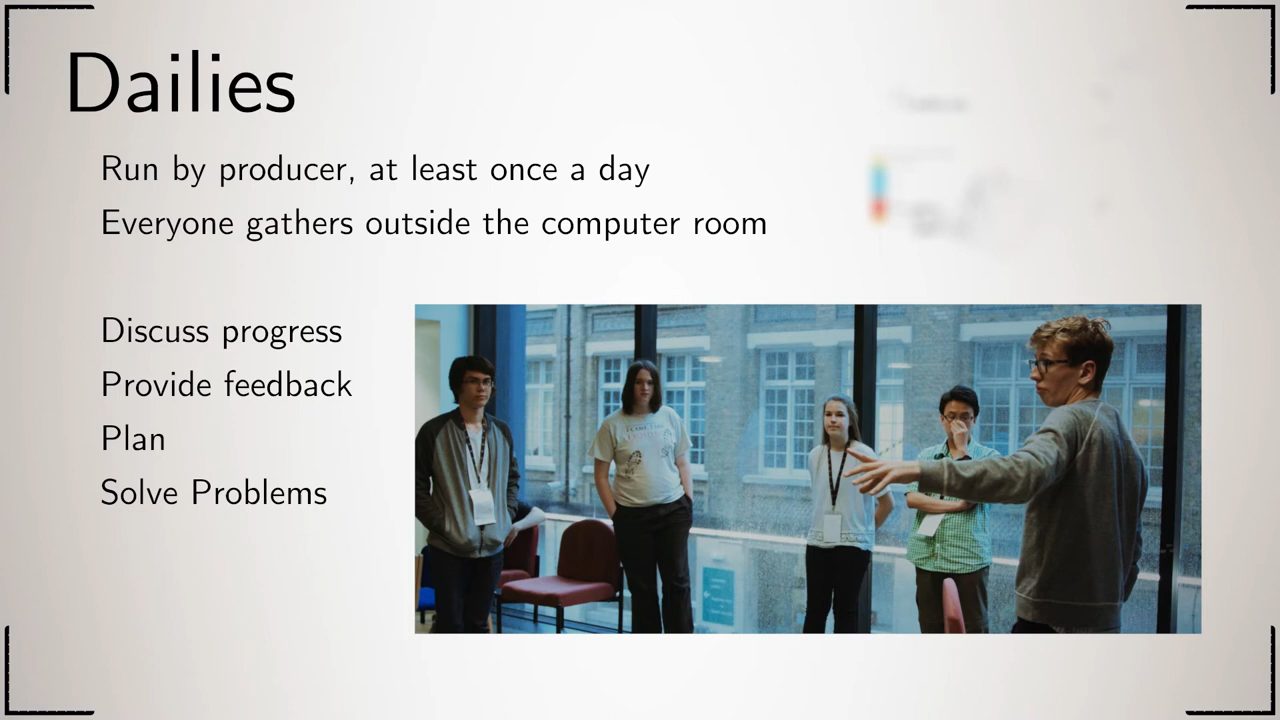 Dailies
Run by producer, at least once a day
Everyone gathers outside the computer room
Discuss progress
Provide feedback
Plan
Solve Problems